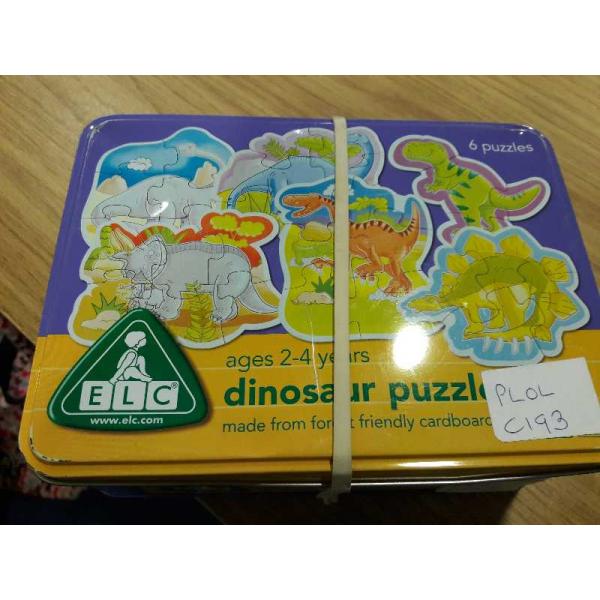 6 puzzles
ages 2-4 years
dinosaur puzzle
made from forest friendly cardboard
ELC
www.elc.com
PLOL
C193